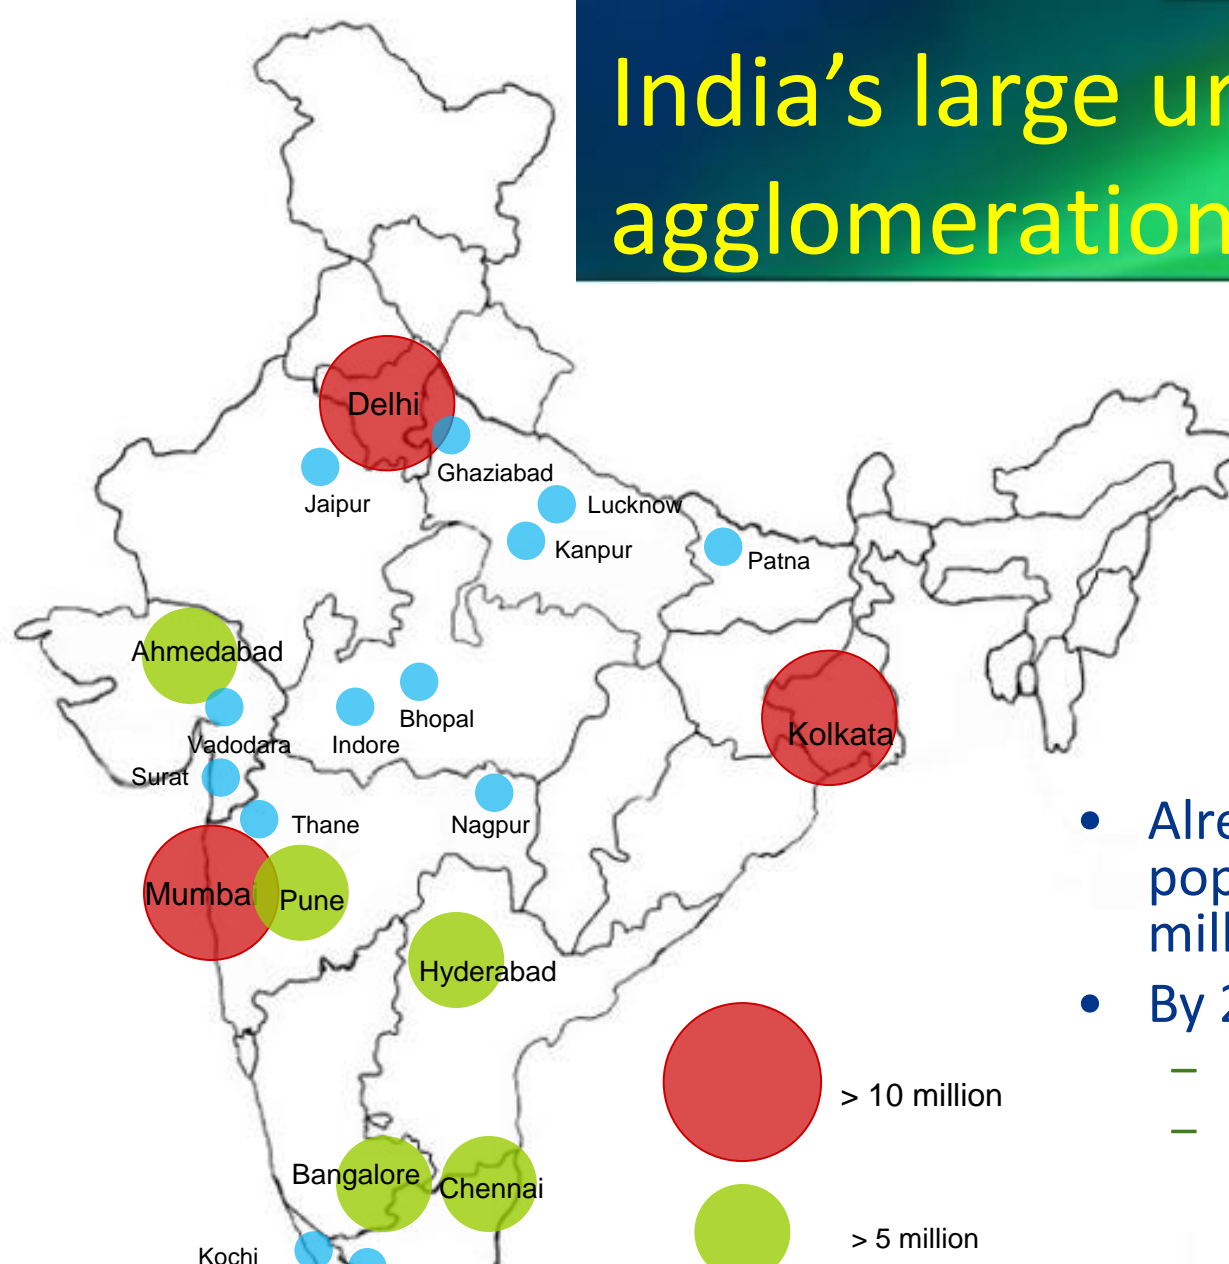 India’s large
agglomeration
Delhi
Ghaziabad
Jaipur
Lucknow
Kanpur
Patna
Ahmedabad
Bhopal
Kolkata
Vadodara
Indore
Surat
Thane
Nagpur
Mumbai
Pune
Hyderabad
•
•
By
–
–
> 10 million
Bangalore
Chennai
> 5 million
Kochi